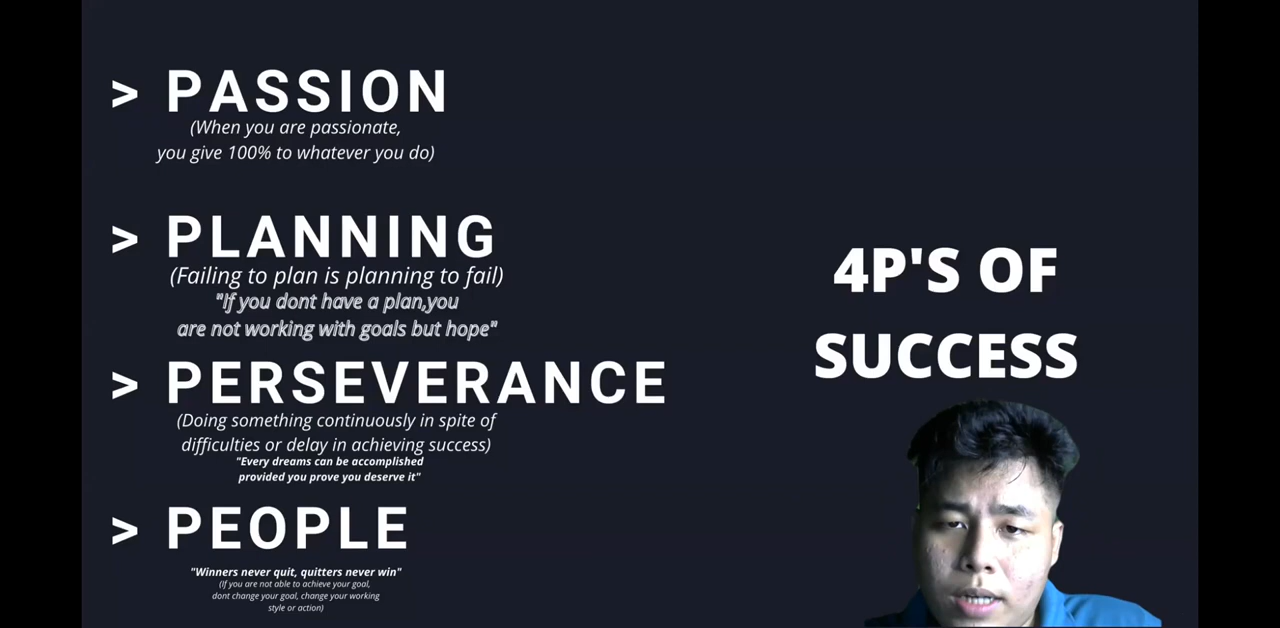 > PASSION
(When you are passionate,
you give 100% to whatever you do)
> PLANNING
(Failing to plan is planning to fail)
"If you dont have a plan,you
are not working with goals but hope"
> PERSEVERANCE
(Doing something continuously in spite of
difficulties or delay in achieving success)
"Every dreams can be accomplished
provided you prove you deserve it"
> PEOPLE
"Winners never quit, quitters never win"
(If you are not able to achieve your goal,
dont change your goal, change your working
style or action)
4P'S OF
SUCCESS